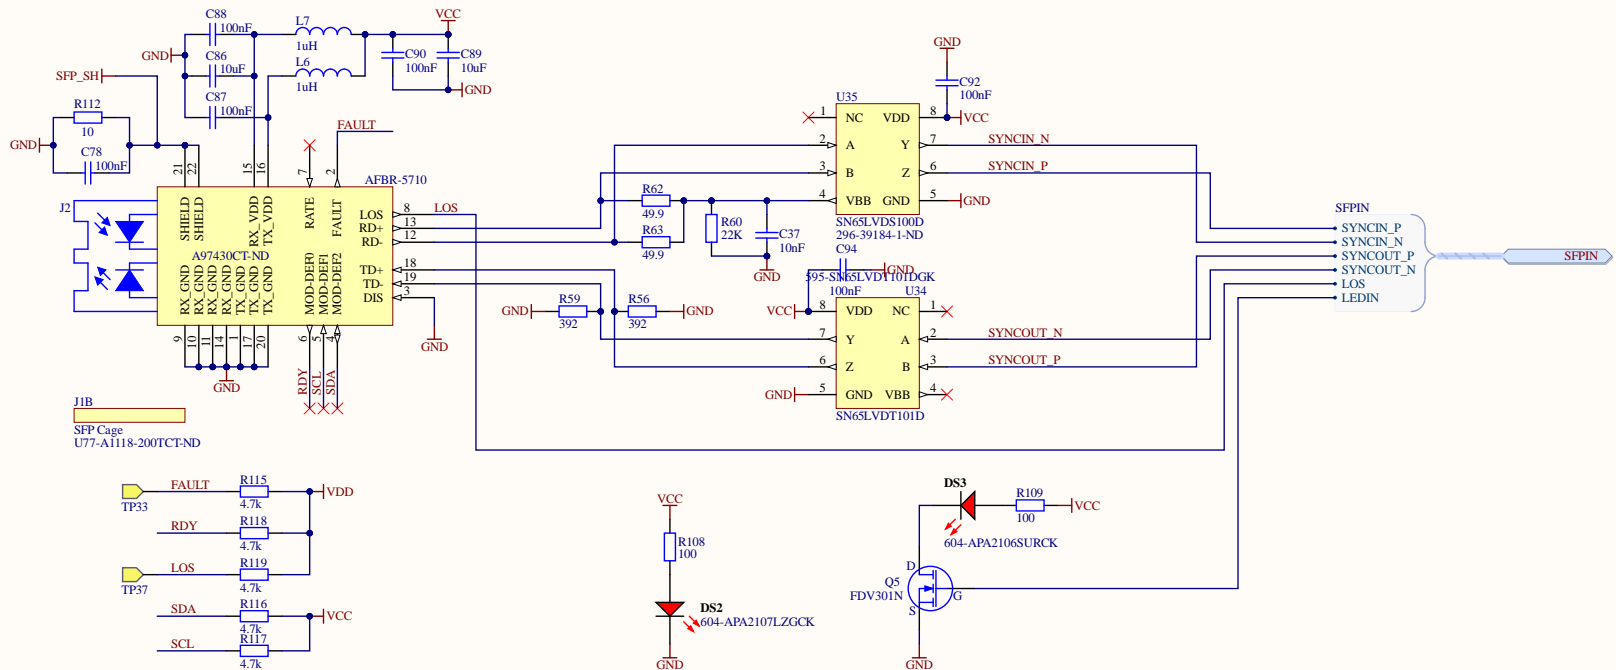 C88
100nF
L7
1uH
VCC
GND
C86
10uF
C90
100nF
C89
10uF
L6
1uH
GND
SFP_SH
C87
100nF
R112
10
GND
C78
100nF
FAULT
21
22
15
16
7
2
AFBR-5710
J2
SHIELD
SHIELD
RX_VDD
TX_VDD
RATE
FAULT
A97430CT-ND
RX_GND
RX_GND
RX_GND
RX_GND
TX_GND
TX_GND
TX_GND
MOD-DEF0
MOD-DEF1
MOD-DEF2
LOS 8 LOS
RD+ 13
RD- 12
TD+ 18
TD- 19
DIS 3
GND
9
10
11
14
1
17
20
6
5
4
GND
RDY
SCL
SDA
J1B
SFP Cage
U77-A1118-200TCT-ND
R62
49.9
R63
49.9
R60
22K
C37
10nF
GND
GND
R59
392
R56
392
GND
GND
C92
100nF
U35
1 NC VDD 8 VCC
2 A Y 7 SYNCIN_N
3 B Z 6 SYNCIN_P
4 VBB GND 5 GND
SN65LVDS100D
296-39184-1-ND
C94
GND
595-SN65LVDT101DGK
100nF
U34
VCC 8 VDD NC 1
7 Y A 2 SYNCOUT_N
6 Z B 3 SYNCOUT_P
GND 5 GND VBB 4
SN65LVDT101D
SFPIN
SYNCIN_P
SYNCIN_N
SYNCOUT_P
SYNCOUT_N
LOS
LEDIN
SFPIN
FAULT
R115
4.7k
VDD
TP33
RDY
R118
4.7k
LOS
R119
4.7k
TP37
SDA
R116
4.7k
VCC
SCL
R117
4.7k
VCC
R108
100
DS2
604-APA2107LZGCK
GND
DS3
R109
100
VCC
604-APA2106SURCK
D
Q5
FDV301N
G
S
GND